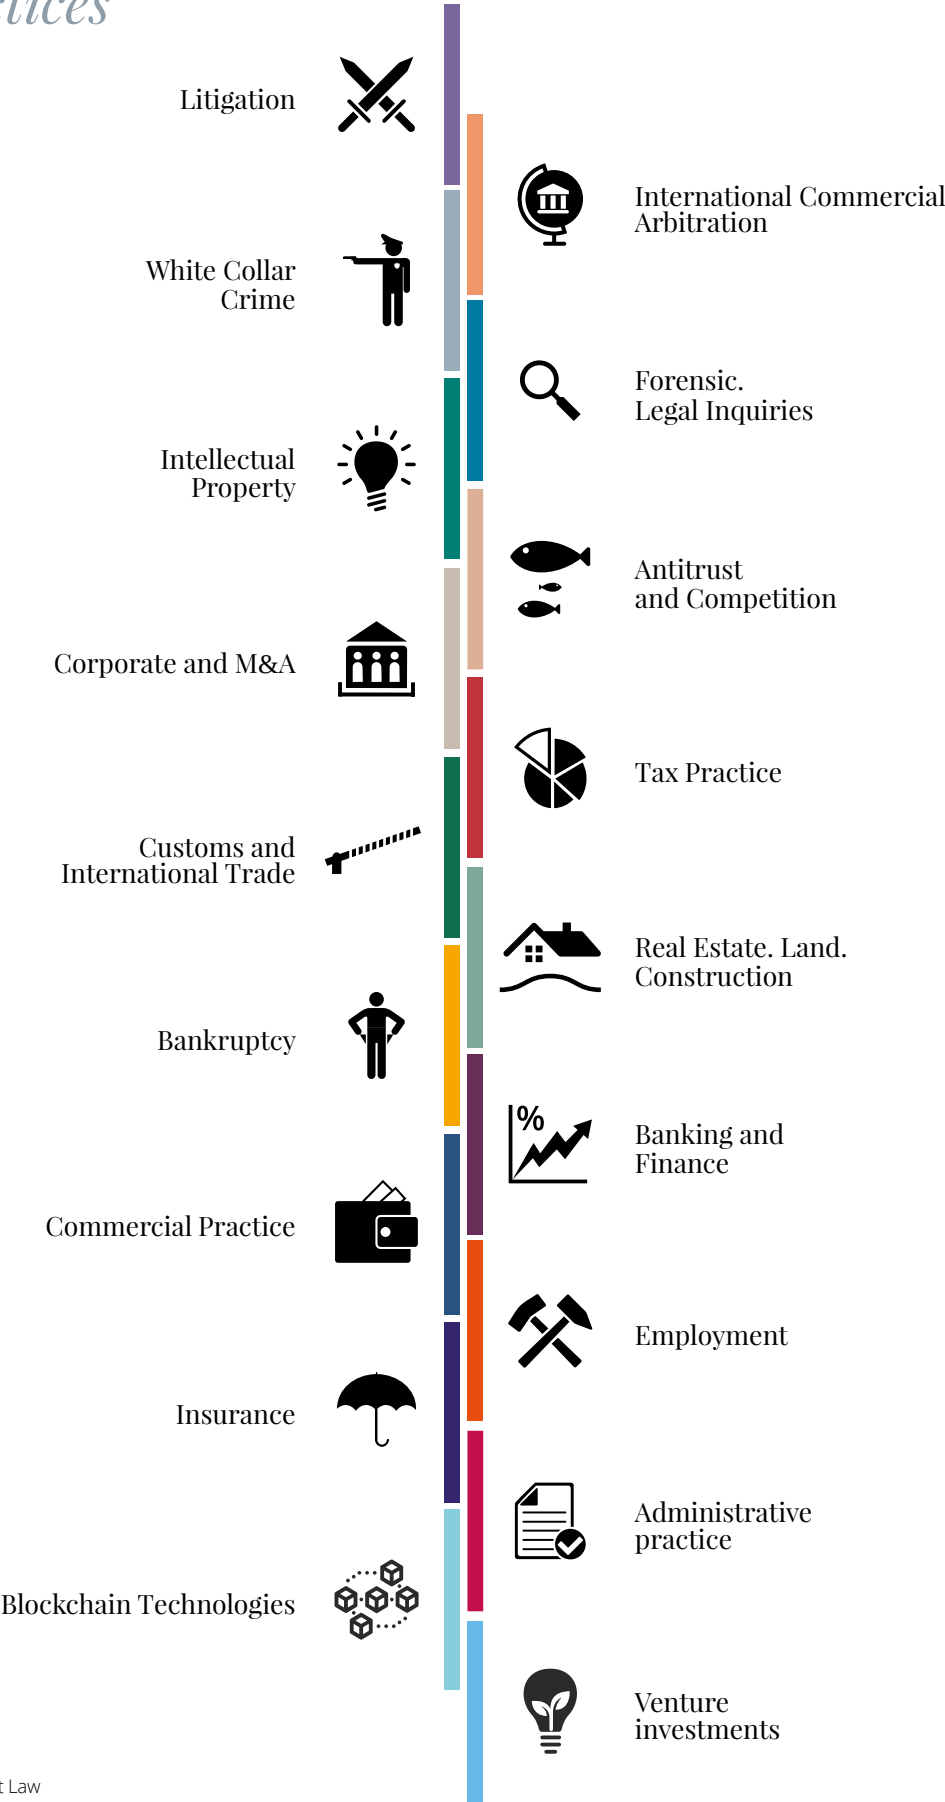 tices
Litigation
International Commercial
Arbitration
White Collar
Crime
Forensic.
Legal Inquiries
Intellectual
Property
Antitrust
and Competition
Corporate and M&A
Tax Practice
Customs and
International Trade
Real Estate. Land.
Construction
Bankruptcy
%
Banking and
Finance
Commercial Practice
Employment
Insurance
Administrative
practice
Blockchain Technologies
Venture
investments
t Law